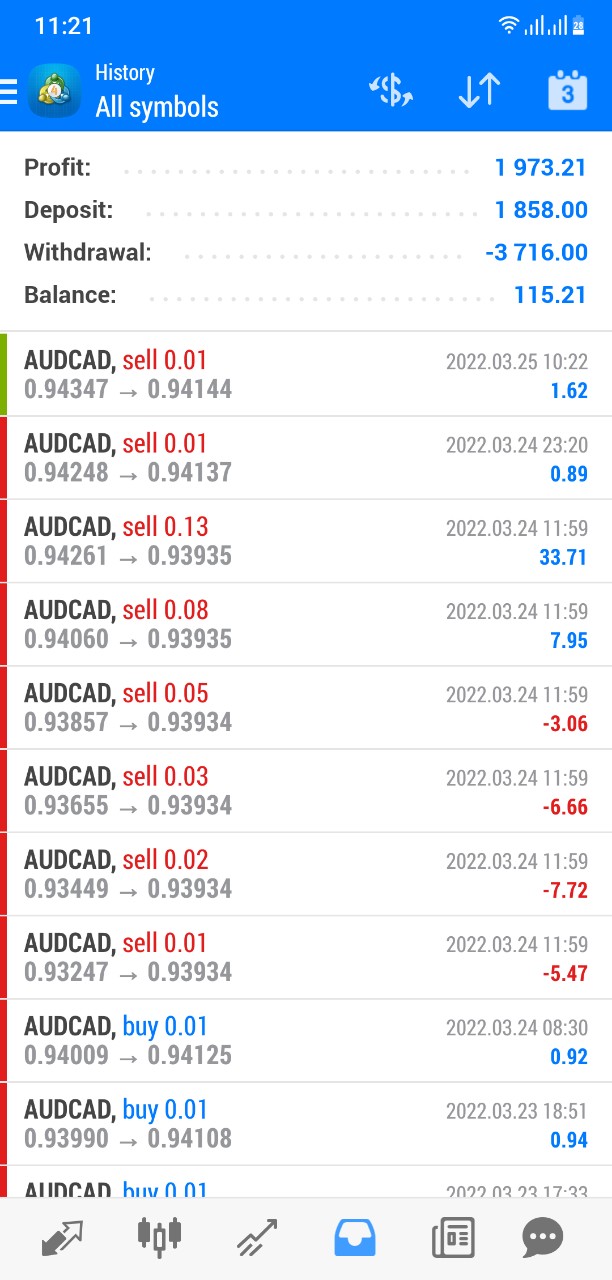 11:21
28
History
All symbols
3
Profit: 1 973.21
Deposit: 1 858.00
Withdrawal: -3 716.00
Balance: 115.21
AUDCAD, sell 0.01 2022.03.25 10:22
0.94347 → 0.94144 1.62
AUDCAD, sell 0.01 2022.03.24 23:20
0.94248 → 0.94137 0.89
AUDCAD, sell 0.13 2022.03.24 11:59
0.94261 → 0.93935 33.71
AUDCAD, sell 0.08 2022.03.24 11:59
0.94060 → 0.93935 7.95
AUDCAD, sell 0.05 2022.03.24 11:59
0.93857 → 0.93934 -3.06
AUDCAD, sell 0.03 2022.03.24 11:59
0.93655 → 0.93934 -6.66
AUDCAD, sell 0.02 2022.03.24 11:59
0.93449 → 0.93934 -7.72
AUDCAD, sell 0.01 2022.03.24 11:59
0.93247 → 0.93934 -5.47
AUDCAD, buy 0.01 2022.03.24 08:30
0.94009 → 0.94125 0.92
AUDCAD, buy 0.01 2022.03.23 18:51
0.93990 → 0.94108 0.94
AUDCAD, buy 0.01 2022.03.23 17:33